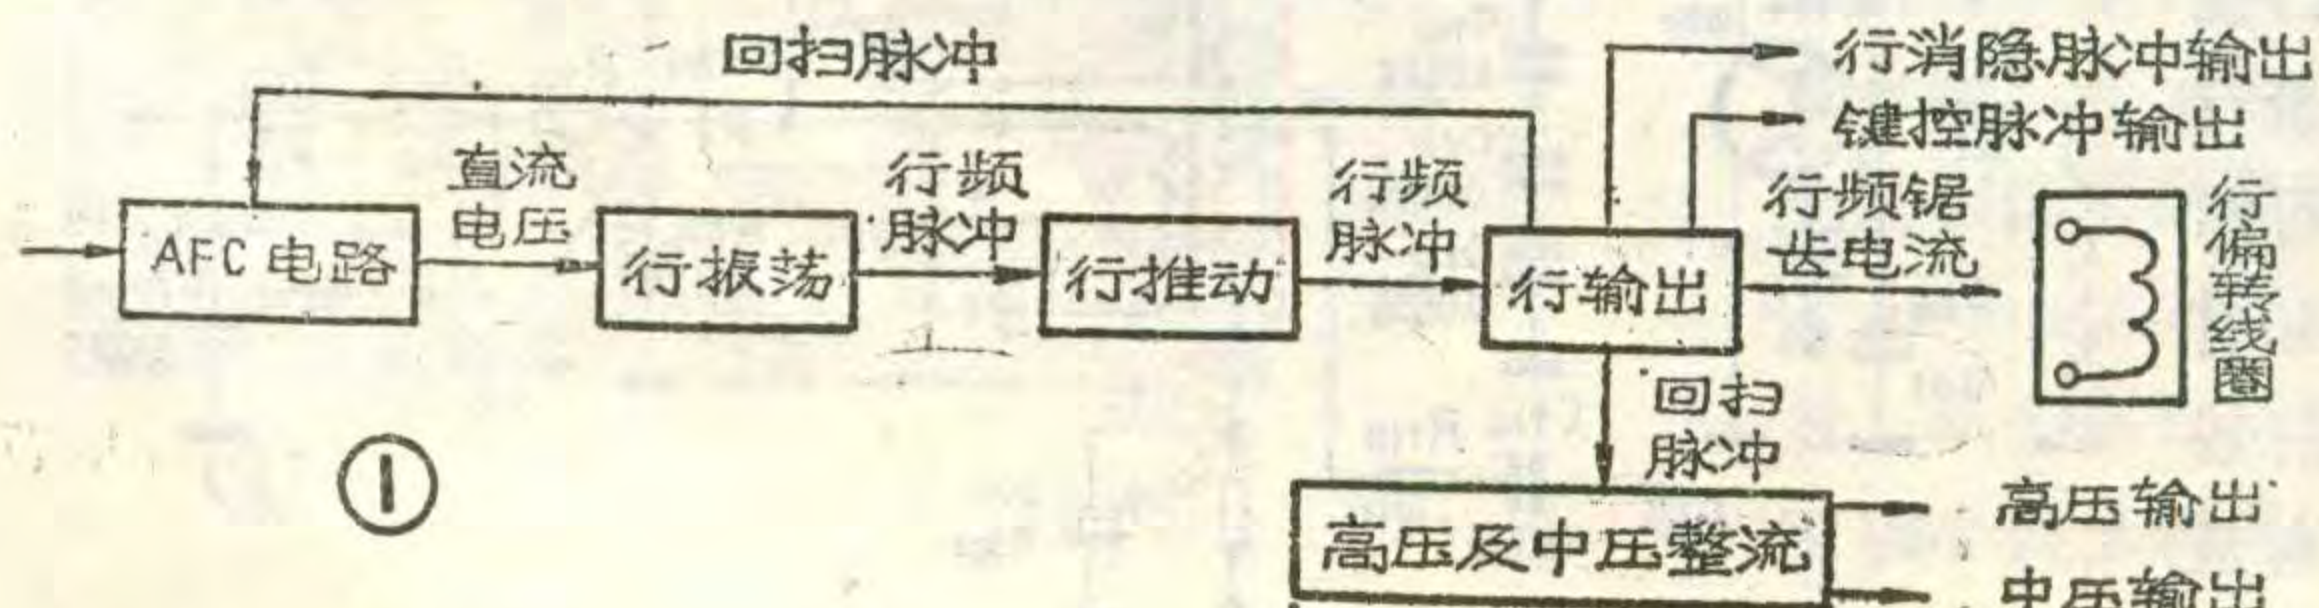 回扫脉冲
行消隐脉冲输出
键控脉冲输出
直流
电压
行频
脉冲
行频
脉冲
行频锯
齿电流
行偏转线圈
AFC 电路
行振荡
行推动
行输出
回扫
脉冲
①
高压及中压整流
高压输出
中压输出